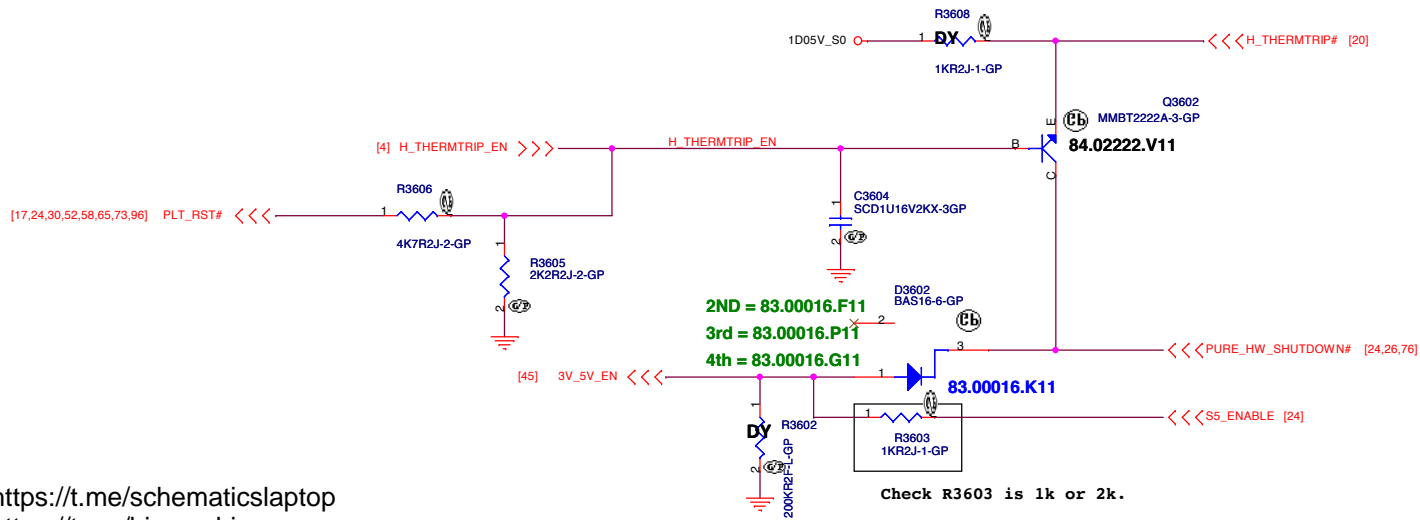 R3608
1D05V_S0
1
DY
1KR2J-1-GP
H_THERMTRIP# [20]
Q3602
MMBT2222A-3-GP
E
B
C
84.02222.V11
[4] H_THERMTRIP_EN
H_THERMTRIP_EN
R3606
[17,24,30,52,58,65,73,96] PLT_RST#
1
4K7R2J-2-GP
C3604
SCD1U16V2KX-3GP
1
2
1
R3605
2K2R2J-2-GP
2
D3602
BAS16-6-GP
2ND = 83.00016.F11
2
3rd = 83.00016.P11
3
PURE_HW_SHUTDOWN# [24,26,76]
4th = 83.00016.G11
[45] 3V_5V_EN
1
83.00016.K11
1
DY
R3602
2
200KR2F-L-GP
1
S5_ENABLE [24]
R3603
1KR2J-1-GP
Check R3603 is 1k or 2k.
https://t.me/schematicslaptop